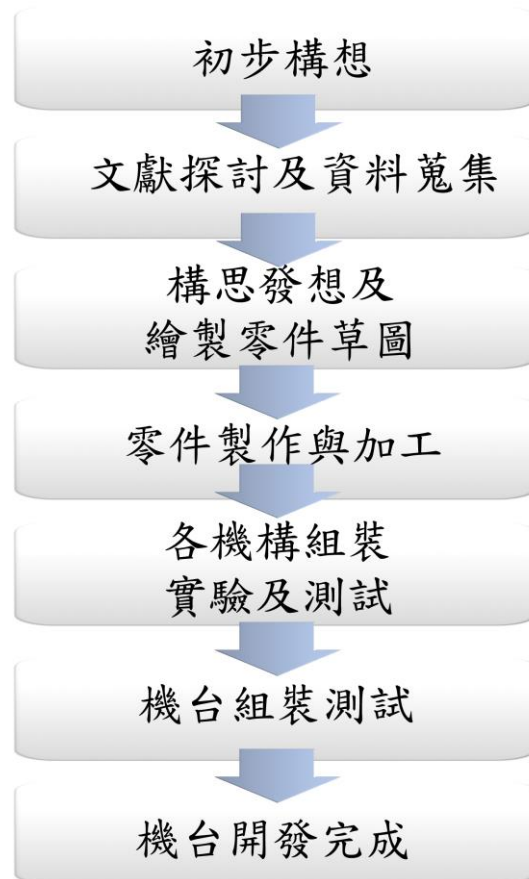 初步構想
文獻探討及資料蒐集
構思發想及
繪製零件草圖
零件製作與加工
各機構組裝
實驗及測試
機台組裝測試
機台開發完成